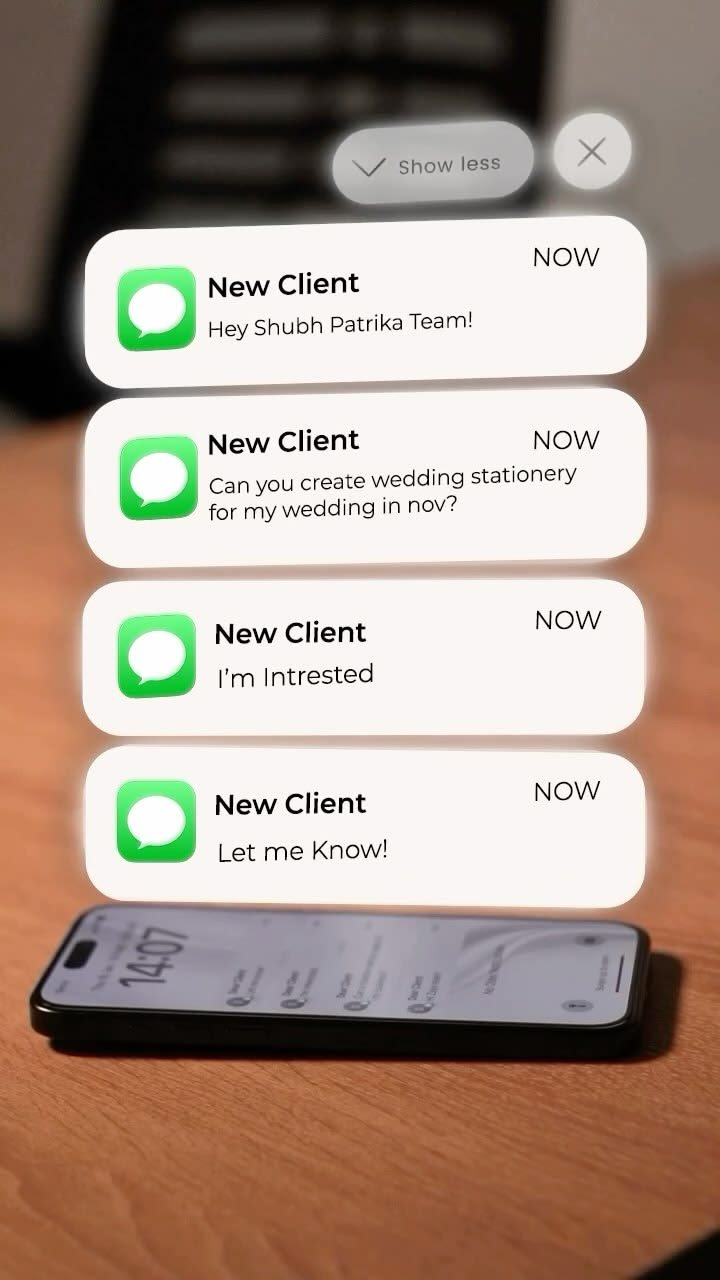 Show less
NOW
New Client
Hey Shubh Patrika Team!
New Client
NOW
Can you create wedding stationery
for my wedding in nov?
NOW
New Client
I'm Intrested
NOW
New Client
Let me Know!
14:07